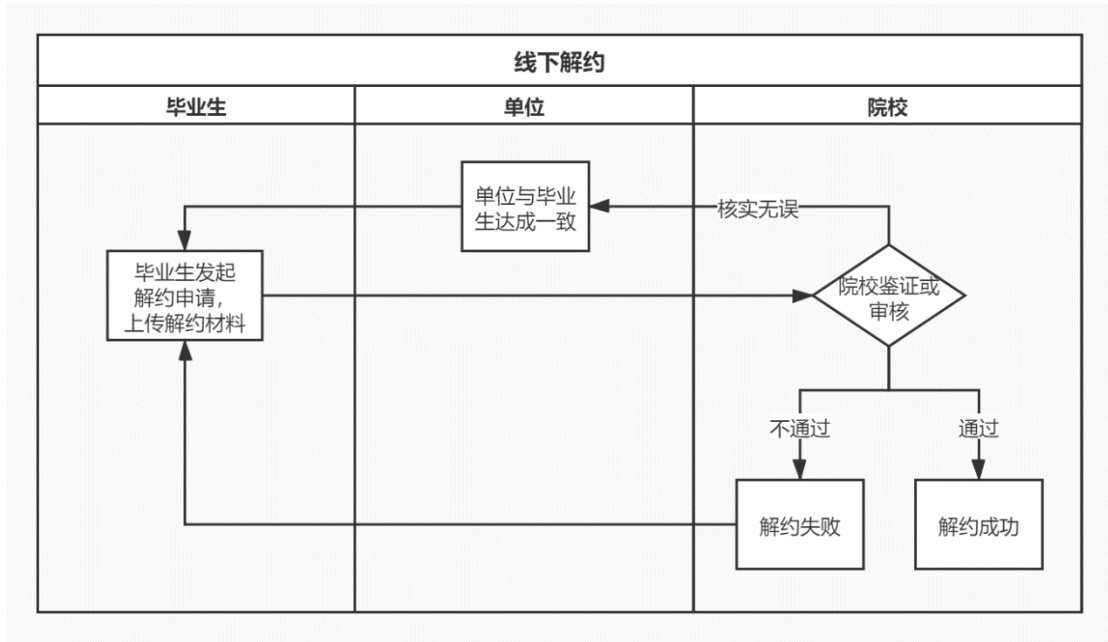 线下解约
毕业生
单位
院校
单位与毕业
生达成一致
核实无误
毕业生发起
解约申请，
上传解约材料
院校鉴证或
审核
不通过
通过
解约失败
解约成功